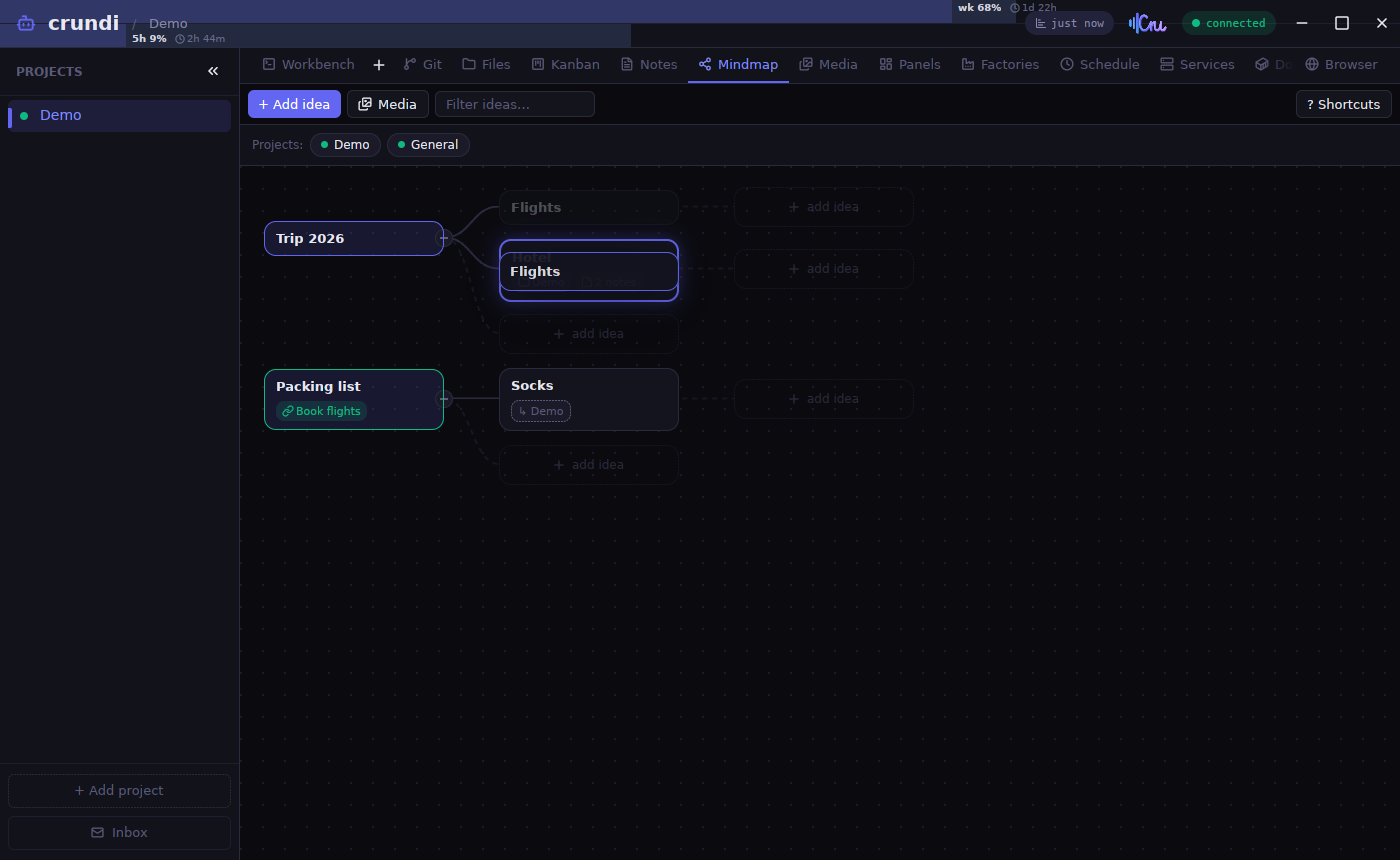 crundi / Demo
wk 68% 1d 22h
5h 9% 2h 44m
just now
connected
PROJECTS
Workbench
Git
Files
Kanban
Notes
Mindmap
Media
Panels
Factories
Schedule
Services
Do
Browser
Demo
+ Add idea
Media
Filter ideas...
? Shortcuts
Projects:
Demo
General
Flights
+ add idea
Trip 2026
Hotel
Flights
+ add idea
+ add idea
Packing list
Book flights
Socks
↳ Demo
+ add idea
+ add idea
+ Add project
Inbox